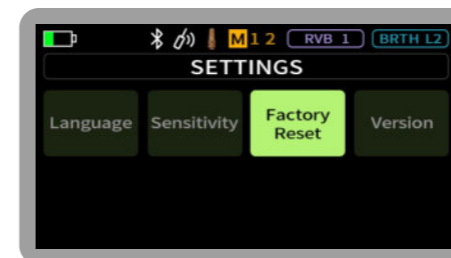 M 1 2 RVB 1 BRTH L2
SETTINGS
Language Sensitivity Factory Reset Version